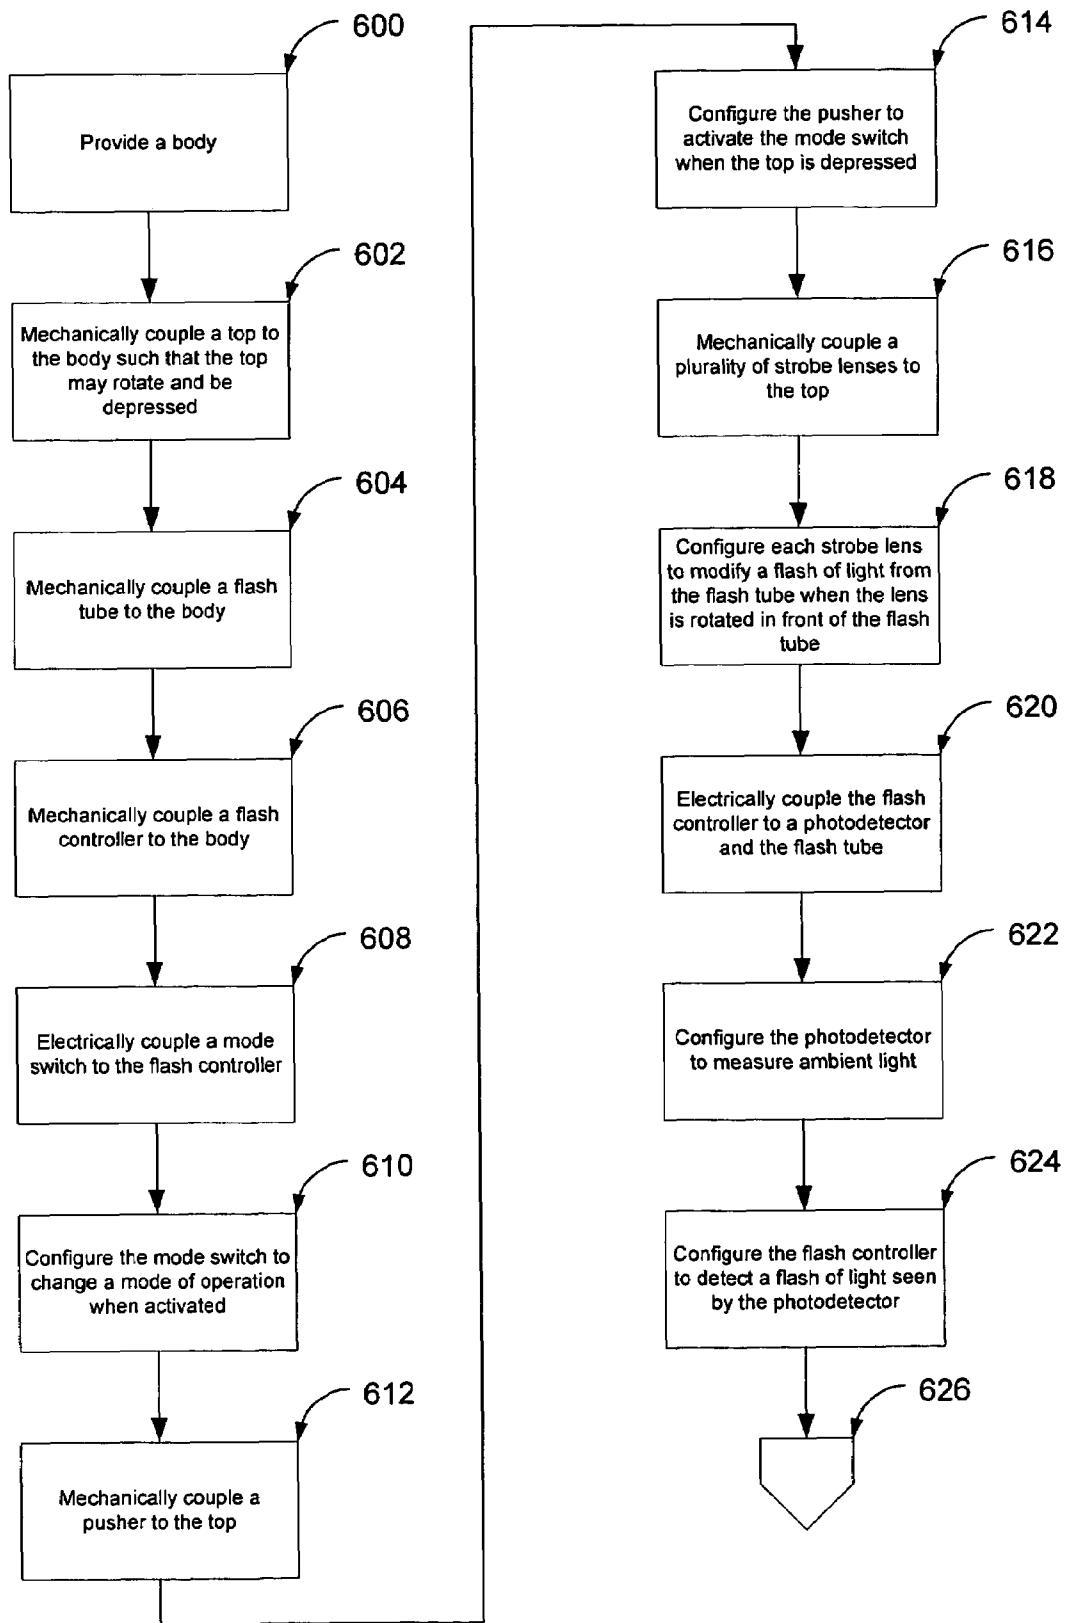 600
Provide a body
602
Mechanically couple a top to
the body such that the top
may rotate and be
depressed
604
Mechanically couple a flash
tube to the body
606
Mechanically couple a flash
controller to the body
608
Electrically couple a mode
switch to the flash controller
610
Configure the mode switch to
change a mode of operation
when activated
612
Mechanically couple a
pusher to the top
614
Configure the pusher to
activate the mode switch
when the top is depressed
616
Mechanically couple a
plurality of strobe lenses to
the top
618
Configure each strobe lens
to modify a flash of light from
the flash tube when the lens
is rotated in front of the flash
tube
620
Electrically couple the flash
controller to a photodetector
and the flash tube
622
Configure the photodetector
to measure ambient light
624
Configure the flash controller
to detect a flash of light seen
by the photodetector
626